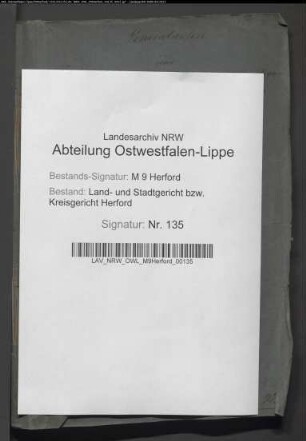 Landesarchiv NRW
Abteilung Ostwestfalen-Lippe
Bestands-Signatur: M 9 Herford
Bestand: Land- und Stadtgericht bzw.
Kreisgericht Herford
Signatur: Nr. 135
LAV_NRW_OWL_M9Herford_00135